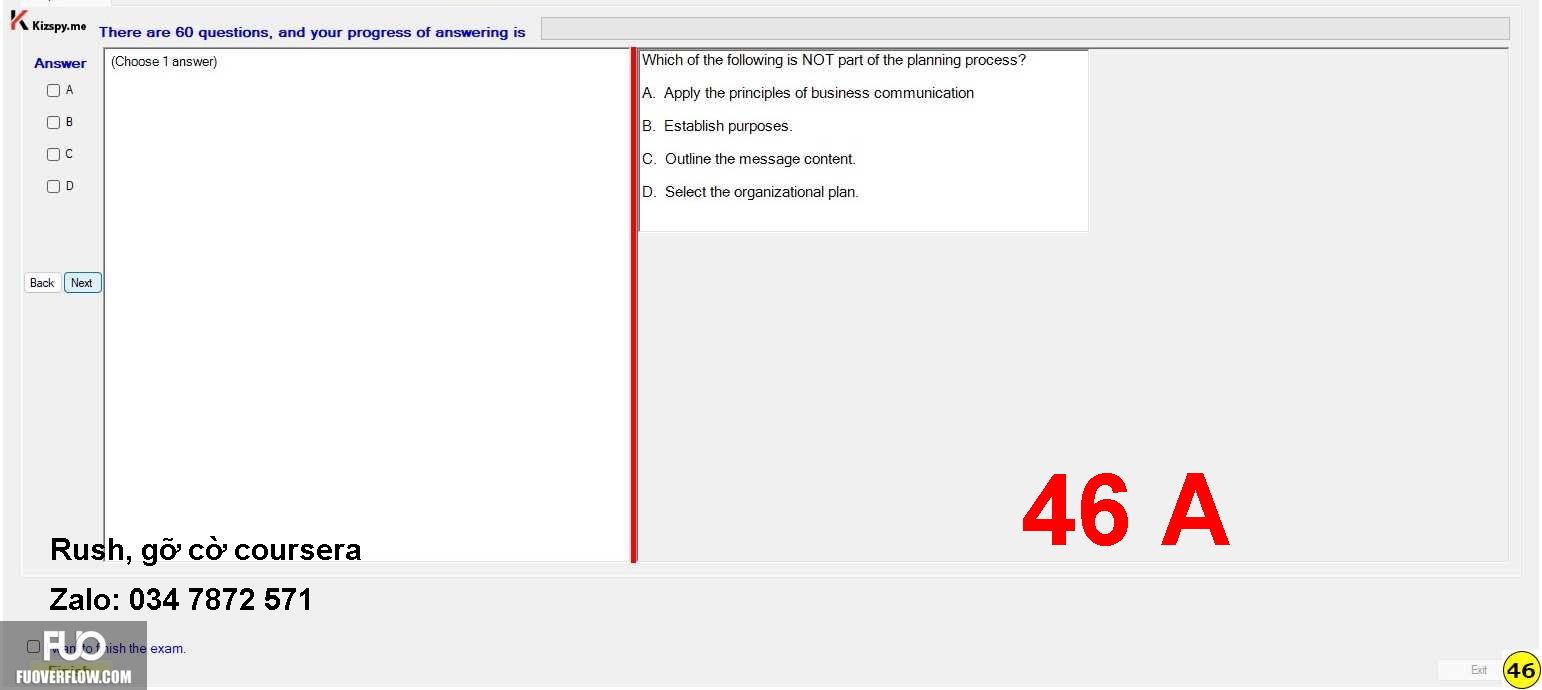 Kizspy.me
There are 60 questions, and your progress of answering is
Answer
(Choose 1 answer)
A
B
C
D
Back
Next
Which of the following is NOT part of the planning process?
A. Apply the principles of business communication
B. Establish purposes.
C. Outline the message content.
D. Select the organizational plan.
46 A
Rush, gỡ cờ coursera
Zalo: 034 7872 571
to finish the exam.
Finish
FUO
FUOVERFLOW.COM
Exit
46